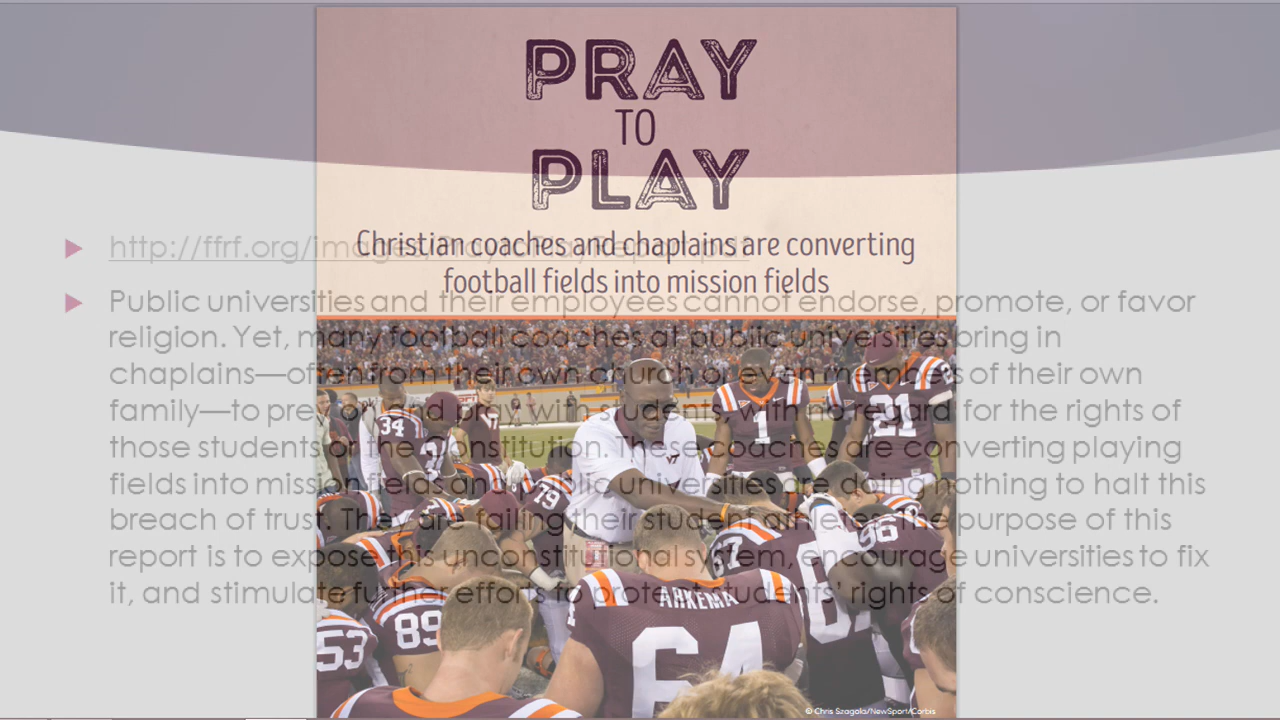 PRAY
TO
PLAY
Christian coaches and chaplains are converting
football fields into mission fields
http://ffrf.org/images/PraytoPlayReport.pdf
Public universities and their employees cannot endorse, promote, or favor
religion. Yet, many football coaches at public universities bring in
chaplains—often from their own church or even members of their own
family—to preach and pray with students, with no regard for the rights of
those students or the Constitution. These coaches are converting playing
fields into mission fields and public universities are doing nothing to halt this
breach of trust. They are failing their student athletes. The purpose of this
report is to expose this unconstitutional system, encourage universities to fix
it, and stimulate further efforts to protect students' rights of conscience.
34
1
21
79
67
96
89
53
ARKEMA
64
© Chris Szagola/NewSport/Corbis